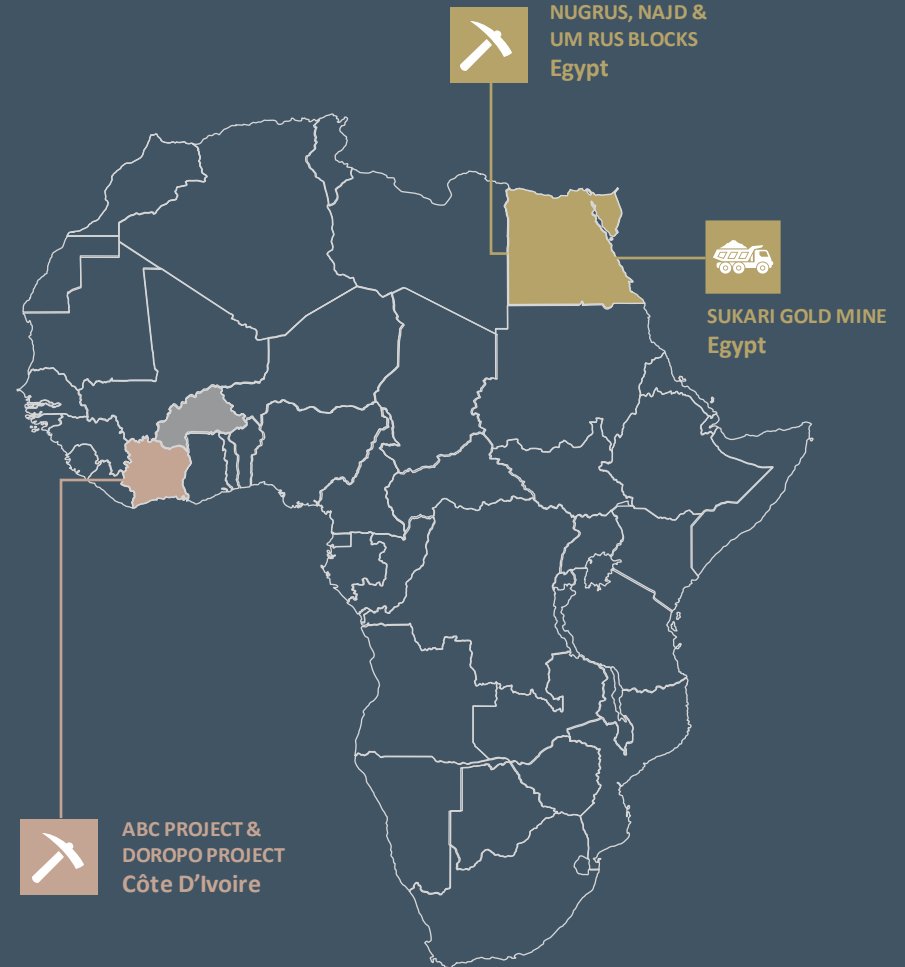 NUGRUS, NAJD &
UM RUS BLOCKS
Egypt
SUKARI GOLD MINE
Egypt
ABC PROJECT &
DOROPO PROJECT
Côte D’Ivoire